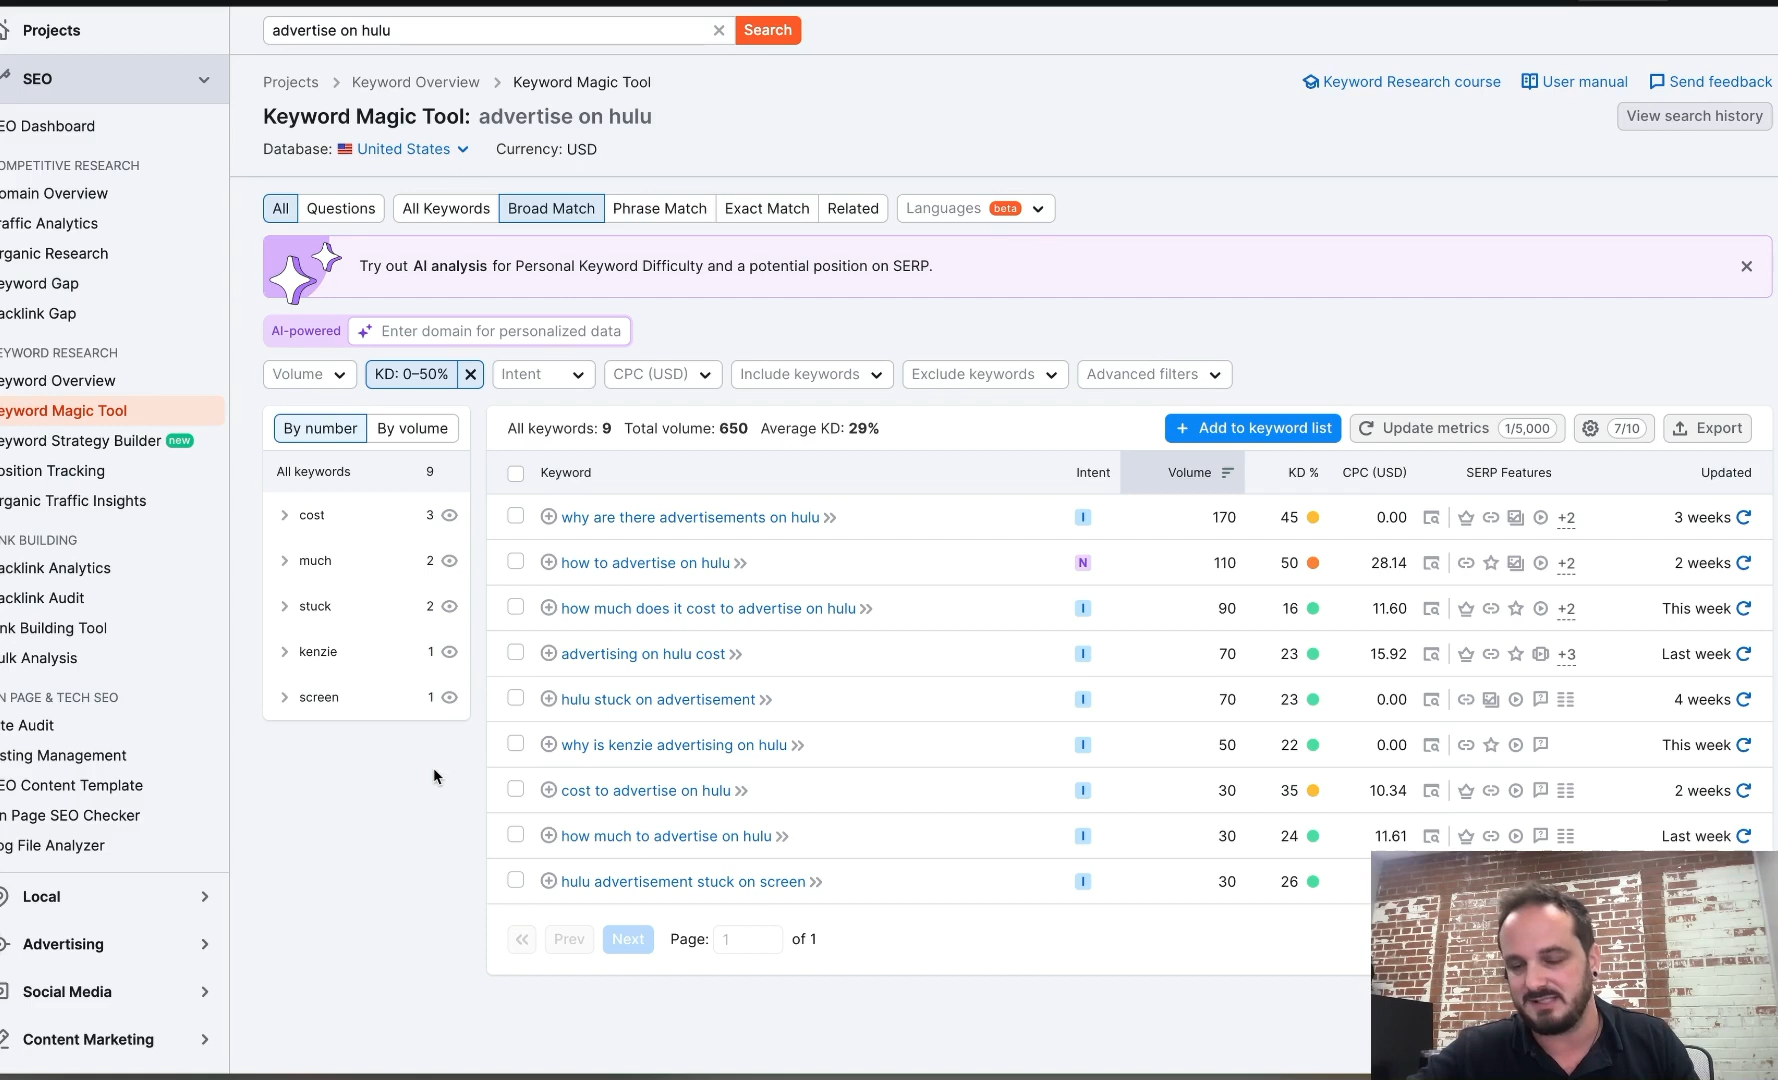 Projects
advertise on hulu
Search
SEO
EO Dashboard
OMPETITIVE RESEARCH
omain Overview
raffic Analytics
rganic Research
eyword Gap
acklink Gap
EYWORD RESEARCH
eyword Overview
eyword Magic Tool
eyword Strategy Builder new
osition Tracking
rganic Traffic Insights
NK BUILDING
acklink Analytics
acklink Audit
nk Building Tool
ulk Analysis
N PAGE & TECH SEO
te Audit
sting Management
EO Content Template
n Page SEO Checker
og File Analyzer
Local
Advertising
Social Media
Content Marketing
Projects Keyword Overview Keyword Magic Tool
Keyword Research course User manual Send feedback
Keyword Magic Tool: advertise on hulu
View search history
Database: United States Currency: USD
All Questions All Keywords Broad Match Phrase Match Exact Match Related Languages beta
Try out AI analysis for Personal Keyword Difficulty and a potential position on SERP.
AI-powered Enter domain for personalized data
Volume KD: 0–50% Intent CPC (USD) Include keywords Exclude keywords Advanced filters
By number By volume
All keywords 9
cost 3
much 2
stuck 2
kenzie 1
screen 1
All keywords: 9 Total volume: 650 Average KD: 29%
+ Add to keyword list Update metrics 1/5,000 7/10 Export
Keyword Intent Volume KD % CPC (USD) SERP Features Updated
why are there advertisements on hulu I 170 45 0.00 +2 3 weeks
how to advertise on hulu N 110 50 28.14 +2 2 weeks
how much does it cost to advertise on hulu I 90 16 11.60 +2 This week
advertising on hulu cost I 70 23 15.92 +3 Last week
hulu stuck on advertisement I 70 23 0.00 4 weeks
why is kenzie advertising on hulu I 50 22 0.00 This week
cost to advertise on hulu I 30 35 10.34 2 weeks
how much to advertise on hulu I 30 24 11.61 Last week
hulu advertisement stuck on screen I 30 26
Prev Next Page: 1 of 1